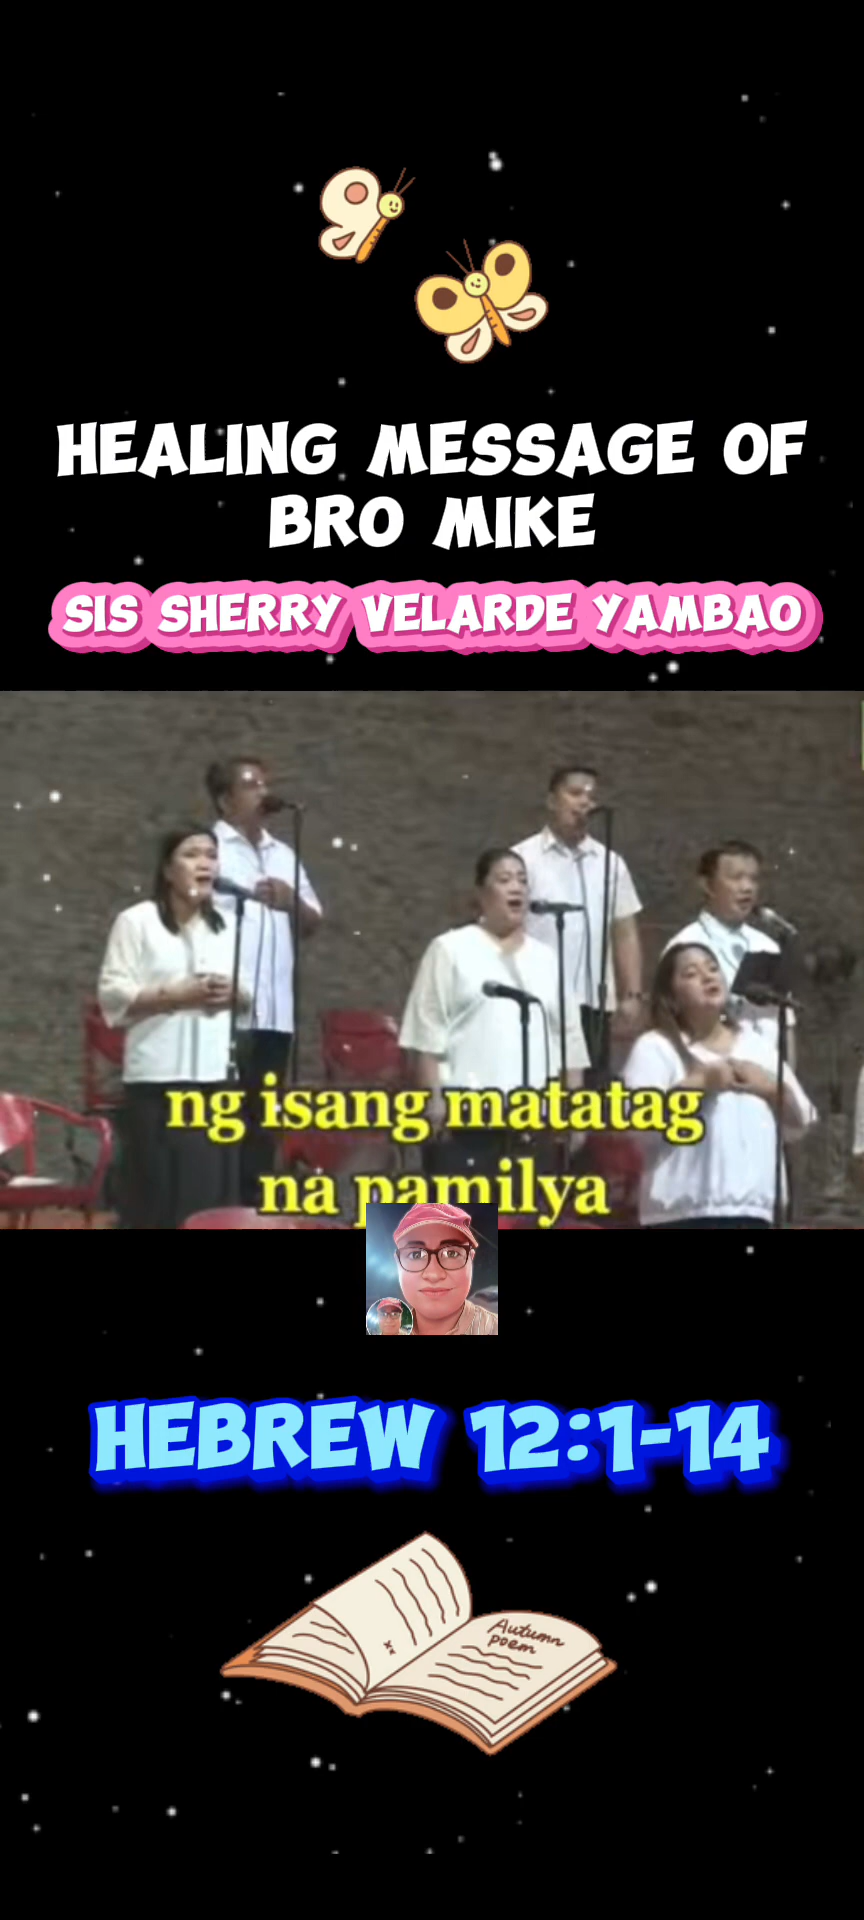 HEALING MESSAGE OF
BRO MIKE
SIS SHERRY VELARDE YAMBAO
ng isang matatag
na pamilya
HEBREW 12:1-14
Autumn
poem